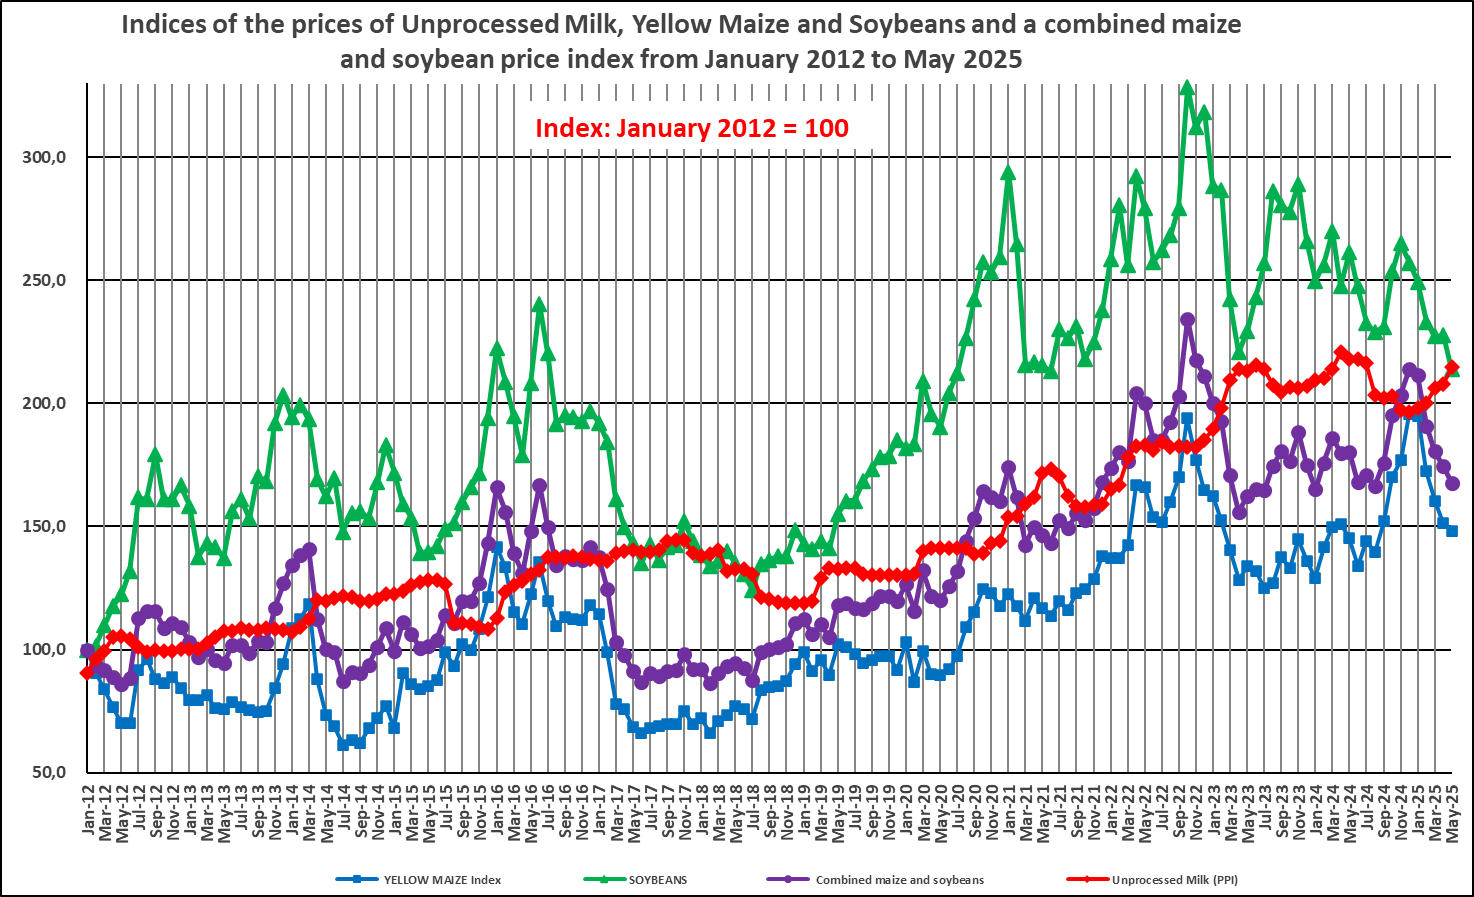 Indices of the prices of Unprocessed Milk, Yellow Maize and Soybeans and a combined maize
and soybean price index from January 2012 to May 2025
Index: January 2012 = 100
300,0
250,0
200,0
150,0
100,0
50,0
Jan-12
Mar-12
May-12
Jul-12
Sep-12
Nov-12
Jan-13
Mar-13
May-13
Jul-13
Sep-13
Nov-13
Jan-14
Mar-14
May-14
Jul-14
Sep-14
Nov-14
Jan-15
Mar-15
May-15
Jul-15
Sep-15
Nov-15
Jan-16
Mar-16
May-16
Jul-16
Sep-16
Nov-16
Jan-17
Mar-17
May-17
Jul-17
Sep-17
Nov-17
Jan-18
Mar-18
May-18
Jul-18
Sep-18
Nov-18
Jan-19
Mar-19
May-19
Jul-19
Sep-19
Nov-19
Jan-20
Mar-20
May-20
Jul-20
Sep-20
Nov-20
Jan-21
Mar-21
May-21
Jul-21
Sep-21
Nov-21
Jan-22
Mar-22
May-22
Jul-22
Sep-22
Nov-22
Jan-23
Mar-23
May-23
Jul-23
Sep-23
Nov-23
Jan-24
Mar-24
May-24
Jul-24
Sep-24
Nov-24
Jan-25
Mar-25
May-25
YELLOW MAIZE Index
SOYBEANS
Combined maize and soybeans
Unprocessed Milk (PPI)